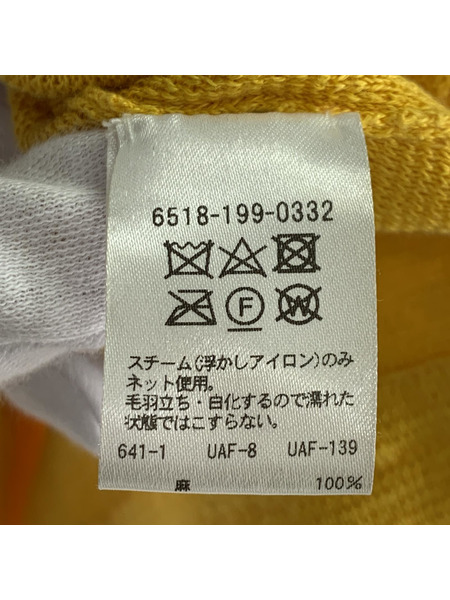 6518-199-0332
F W
スチーム(浮かしアイロン)のみ
ネット使用。
毛羽立ち・白化するので濡れた
状態ではこすらない。
641-1 UAF-8 UAF-139
麻 100%